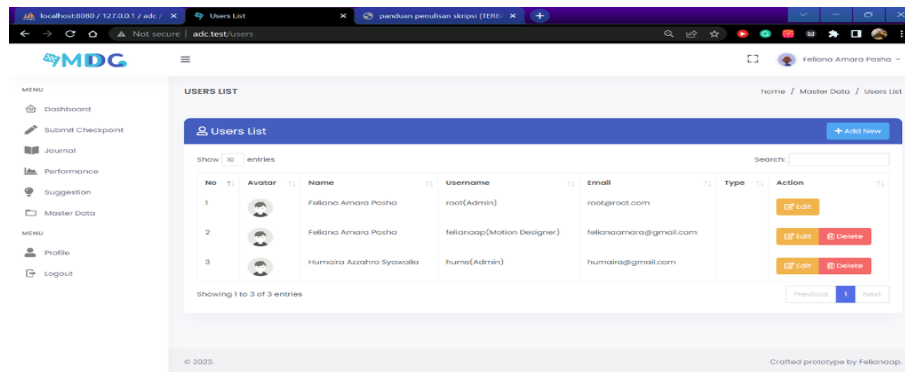 localhost:8080 / 127.0.0.1 / adc /
Users List
panduan penulisan skripsi [TERB
Not secure | adc.test/users
MDG
Feliana Amara Pasha
MENU
Dashboard
Submit Checkpoint
Journal
Performance
Suggestion
Master Data
MENU
Profile
Logout
USERS LIST
home / Master Data / Users List
Users List
+ Add New
Show 10 entries
Search:
No Avatar Name Username Email Type Action
1 Feliana Amara Pasha root(Admin) root@root.com Edit
2 Feliana Amara Pasha felianaap(Motion Designer) felianaamara@gmail.com Edit Delete
3 Humaira Azzahra Syawalia hums(Admin) humaira@gmail.com Edit Delete
Showing 1 to 3 of 3 entries
Previous 1 Next
© 2023.
Crafted prototype by Felianaap.